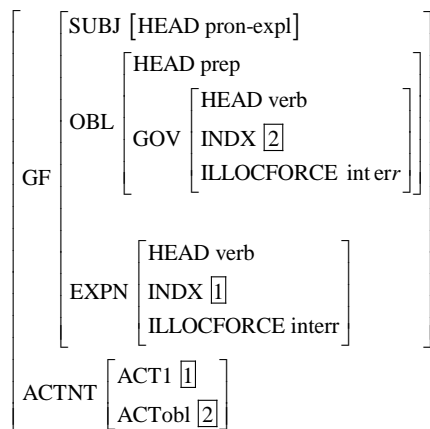 SUBJ [HEAD pron-expl]
HEAD prep
HEAD verb
OBL
GOV
INDX 2
ILLOCFORCE int err
GF
HEAD verb
EXPN
INDX 1
ILLOCFORCE interr
ACT1 1
ACTNT
ACTobl 2